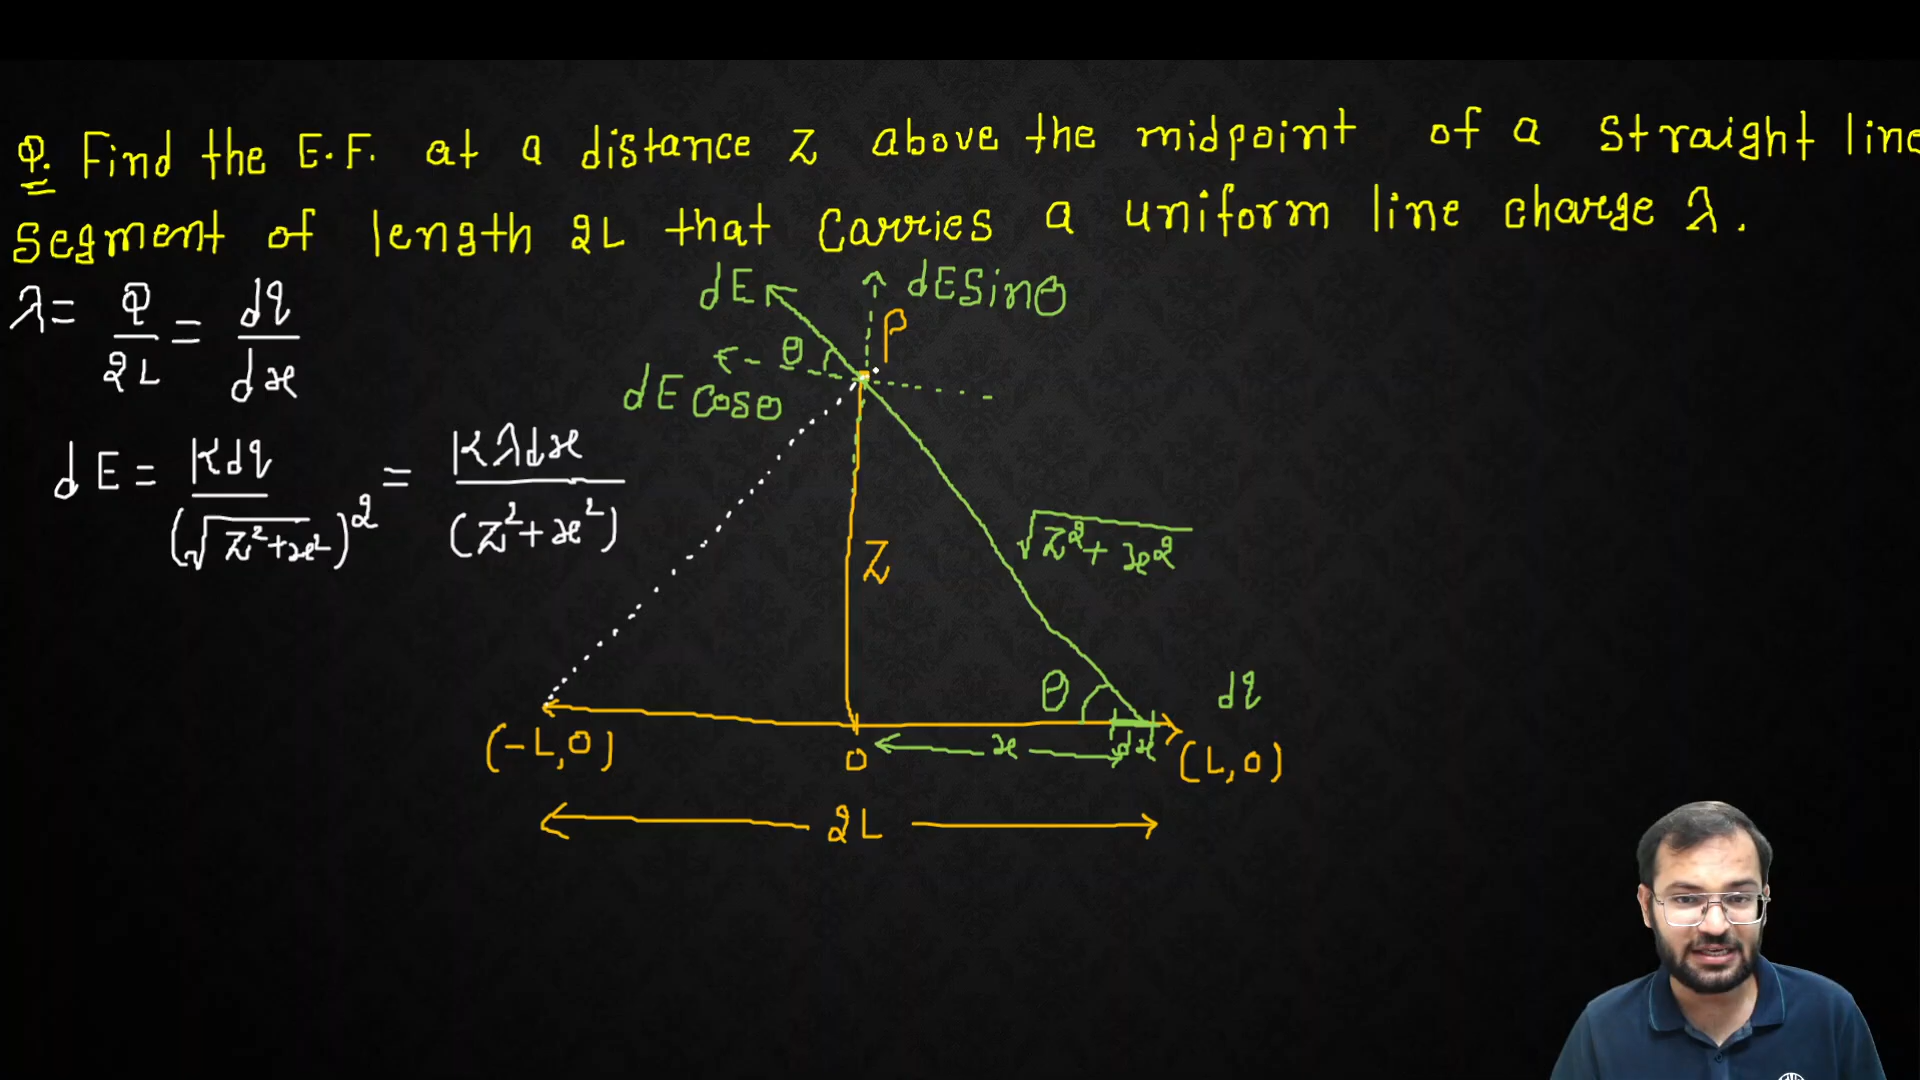 Q. Find the E.F. at a distance Z above the midpoint of a straight line
segment of length 2L that carries a uniform line charge λ.
λ = Q/2L = dq/dx
dE = Kdq/(√(z²+x²))² = Kλdx/(z²+x²)
dE
dE Sinθ
P
θ
dE Cosθ
√(z²+x²)
Z
θ
dq
x
dx
(-L,0)
0
(L,0)
2L